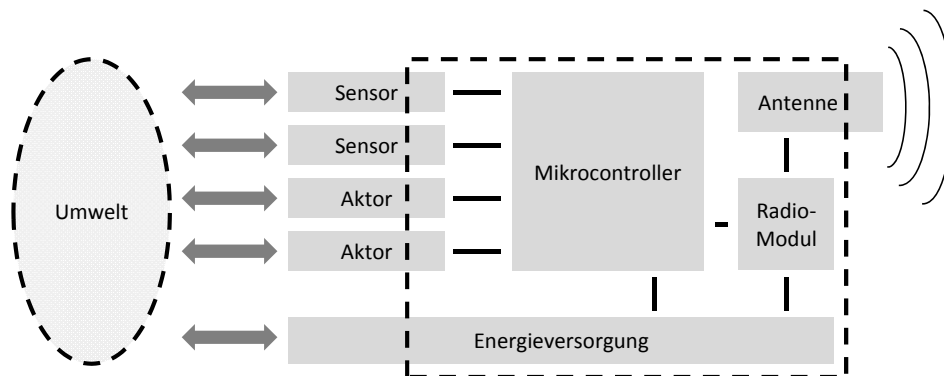 Umwelt
Sensor
Sensor
Aktor
Aktor
Mikrocontroller
Antenne
Radio-
Modul
Energieversorgung